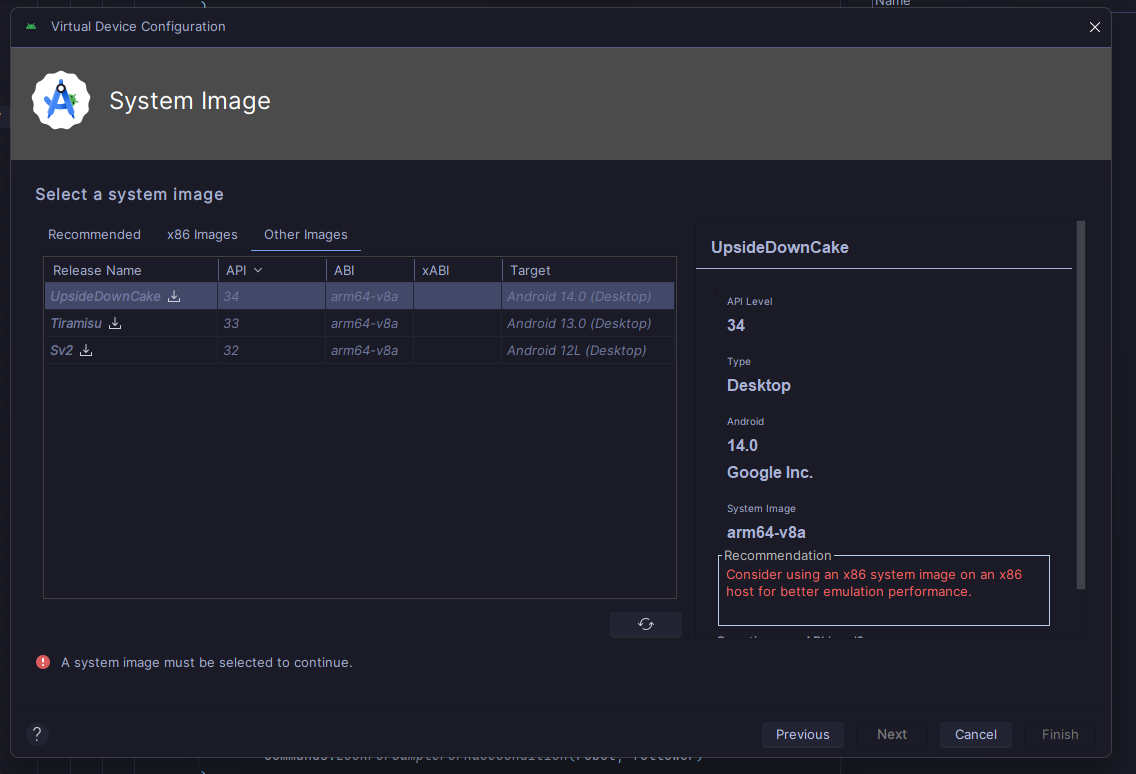 Name
Virtual Device Configuration
System Image
Select a system image
Recommended x86 Images Other Images
Release Name API ABI xABI Target
UpsideDownCake 34 arm64-v8a Android 14.0 (Desktop)
Tiramisu 33 arm64-v8a Android 13.0 (Desktop)
Sv2 32 arm64-v8a Android 12L (Desktop)
UpsideDownCake
API Level
34
Type
Desktop
Android
14.0
Google Inc.
System Image
arm64-v8a
Recommendation
Consider using an x86 system image on an x86
host for better emulation performance.
A system image must be selected to continue.
? Previous Next Cancel Finish